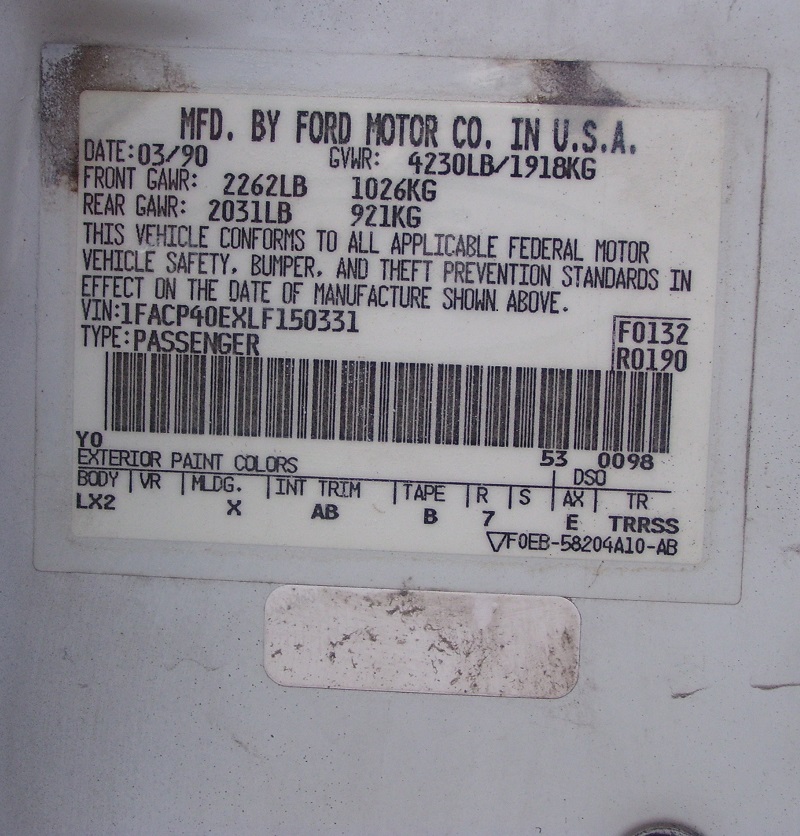 MFD. BY FORD MOTOR CO. IN U.S.A.
DATE: 03/90 GVWR: 4230LB/1918KG
FRONT GAWR: 2262LB 1026KG
REAR GAWR: 2031LB 921KG
THIS VEHICLE CONFORMS TO ALL APPLICABLE FEDERAL MOTOR
VEHICLE SAFETY, BUMPER, AND THEFT PREVENTION STANDARDS IN
EFFECT ON THE DATE OF MANUFACTURE SHOWN ABOVE.
VIN:1FACP40EXLF150331 F0132
TYPE: PASSENGER R0190
YO 53 0098
EXTERIOR PAINT COLORS DSO
BODY VR MLDG. INT TRIM TAPE R S AX TR
LX2 X AB B 7 E TRRSS
F0EB-58204A10-AB